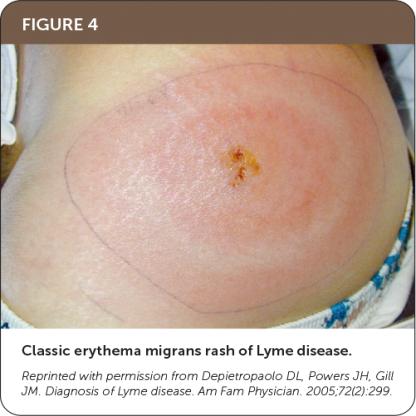 FIGURE 4
Classic erythema migrans rash of Lyme disease.
Reprinted with permission from Depietropaolo DL, Powers JH, Gill
JM. Diagnosis of Lyme disease. Am Fam Physician. 2005;72(2):299.